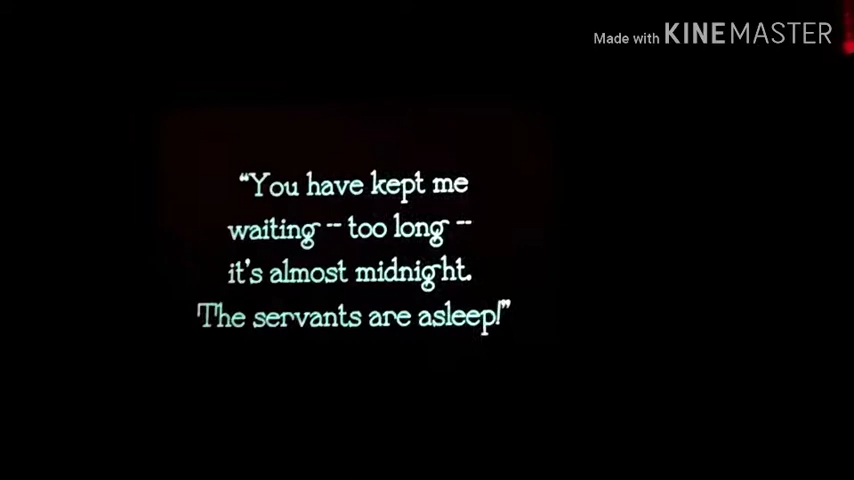 Made with KINEMASTER
“You have kept me
waiting -- too long --
it's almost midnight.
The servants are asleep!”